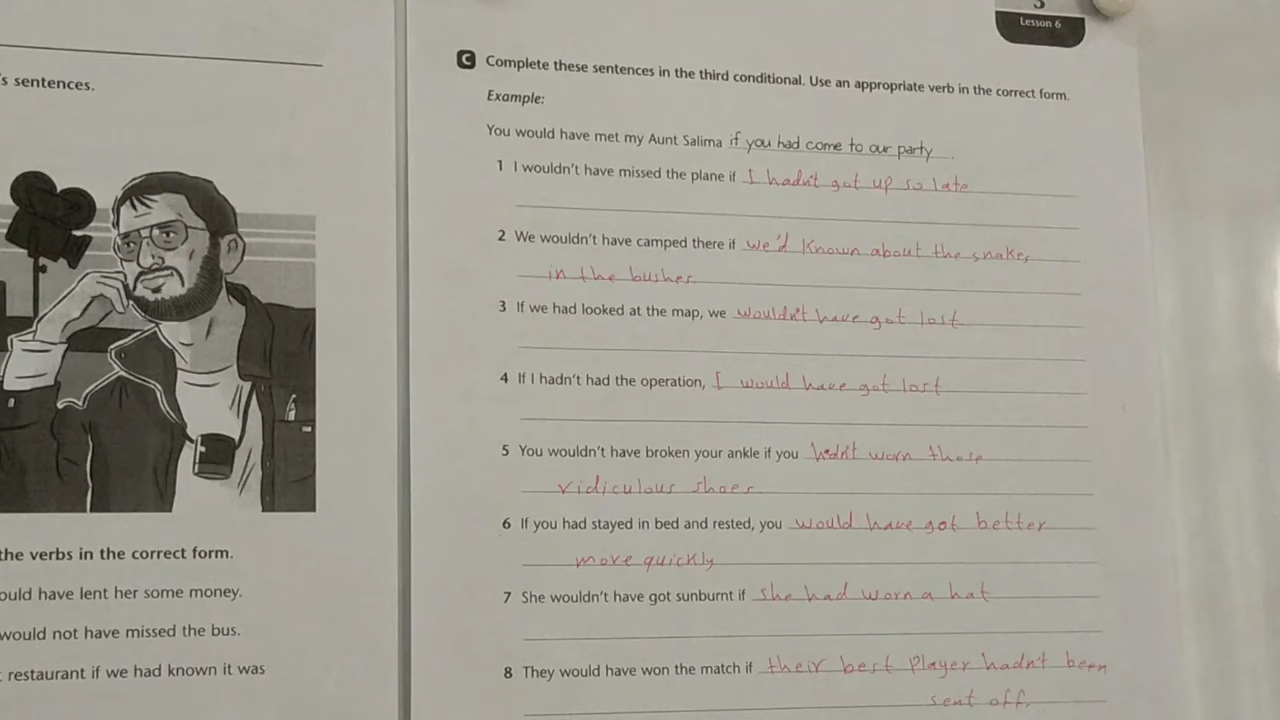 's sentences.
the verbs in the correct form.
ould have lent her some money.
would not have missed the bus.
restaurant if we had known it was
Lesson 6
C Complete these sentences in the third conditional. Use an appropriate verb in the correct form.
Example:
You would have met my Aunt Salima if you had come to our party.
1 I wouldn't have missed the plane if I hadn't got up so late
2 We wouldn't have camped there if we'd known about the snakes
in the bushes.
3 If we had looked at the map, we wouldn't have got lost
4 If I hadn't had the operation, I would have got lost
5 You wouldn't have broken your ankle if you hadn't worn those
ridiculous shoes
6 If you had stayed in bed and rested, you would have got better
more quickly
7 She wouldn't have got sunburnt if she had worn a hat
8 They would have won the match if their best player hadn't been
sent off.